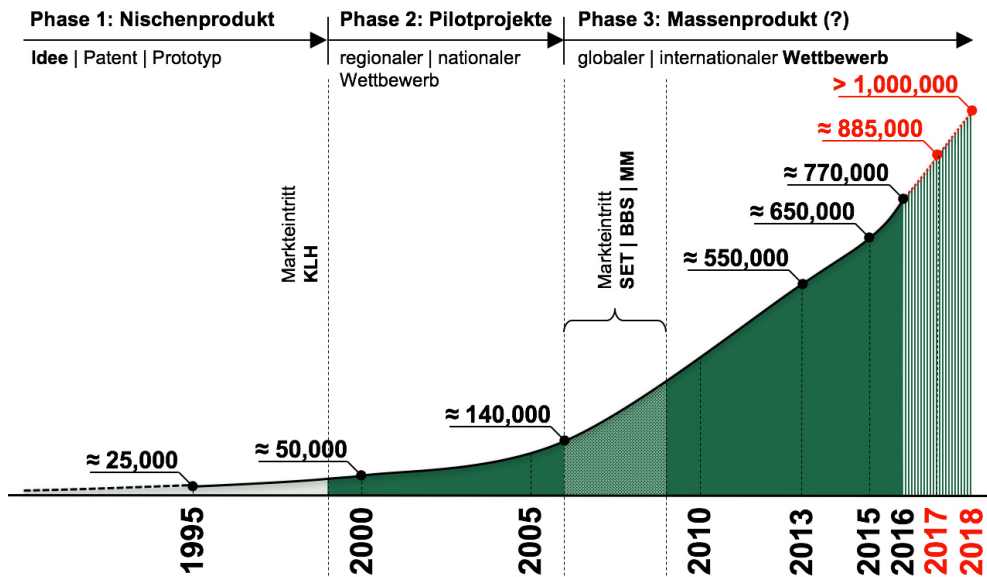 Phase 1: Nischenprodukt
Phase 2: Pilotprojekte
Phase 3: Massenprodukt (?)
Idee | Patent | Prototyp
regionaler | nationaler
Wettbewerb
globaler | internationaler Wettbewerb
> 1,000,000
≈ 885,000
≈ 770,000
≈ 650,000
≈ 550,000
Markteintritt
KLH
Markteintritt
SET | BBS | MM
≈ 140,000
≈ 50,000
≈ 25,000
1995
2000
2005
2010
2013
2015
2016
2017
2018